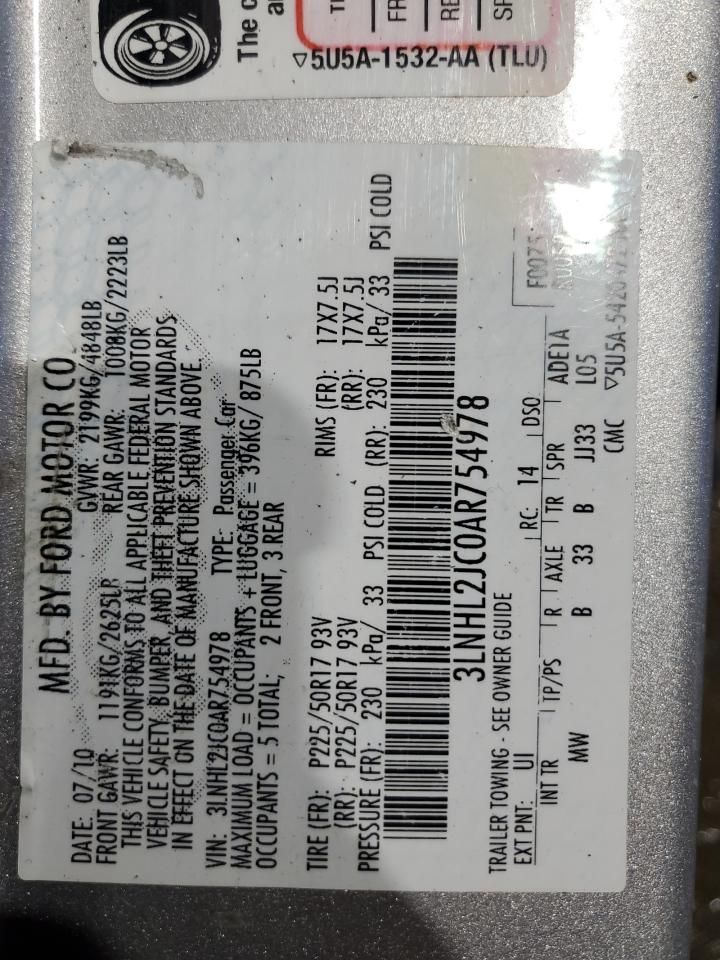 The c
a
TI
FR
RE
SP
▽5U5A-1532-AA (TLU)
MFD. BY FORD MOTOR CO
DATE: 07/10 GVWR: 2199KG/4848LB
FRONT GAWR: 1191KG/2625LB REAR GAWR: 1008KG/2223LB
THIS VEHICLE CONFORMS TO ALL APPLICABLE FEDERAL MOTOR
VEHICLE SAFETY, BUMPER, AND THEFT PREVENTION STANDARDS
IN EFFECT ON THE DATE OF MANUFACTURE SHOWN ABOVE
VIN: 3LNHL2JC0AR754978 TYPE: Passenger Car
MAXIMUM LOAD = OCCUPANTS + LUGGAGE = 396KG/ 875LB
OCCUPANTS = 5 TOTAL, 2 FRONT, 3 REAR
TIRE (FR): P225/50R17 93V RIMS (FR): 17X7.5J
(RR): P225/50R17 93V (RR): 17X7.5J
PRESSURE (FR): 230 kPa/ 33 PSI COLD (RR): 230 kPa/ 33 PSI COLD
3LNHL2JC0AR754978
TRAILER TOWING - SEE OWNER GUIDE
EXT PNT: UI RC: 14 DSO F0075
INT TR TP/PS R AXLE TR SPR ADE1A
MW B 33 B JJ33 L05
CMC ▽5U5A-5420